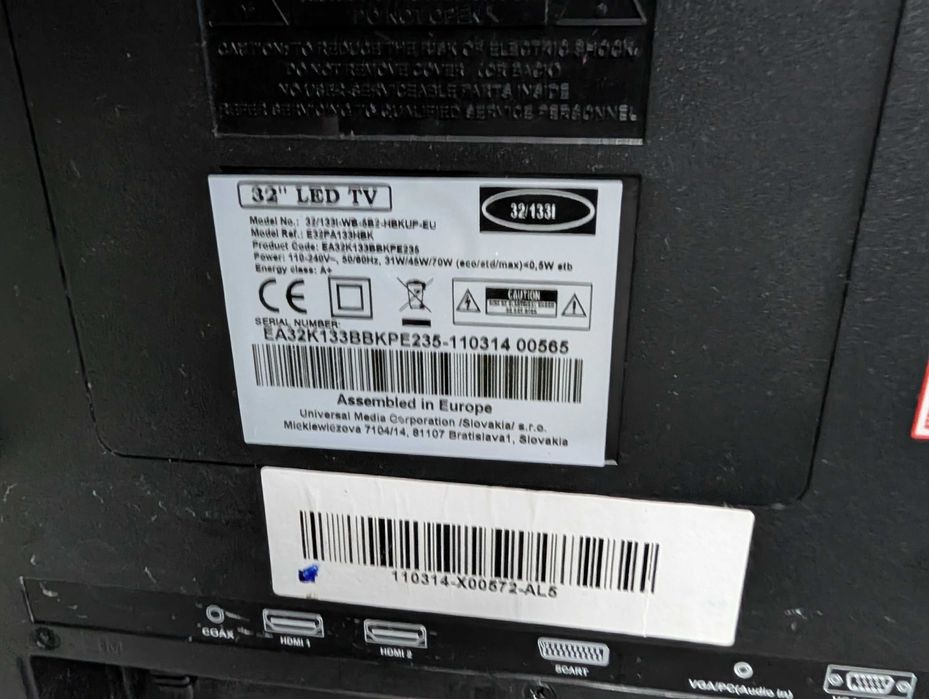 DO NOT OPEN
CAUTION: TO REDUCE THE RISK OF ELECTRIC SHOCK,
DO NOT REMOVE COVER (OR BACK)
NO USER-SERVICEABLE PARTS INSIDE
REFER SERVICING TO QUALIFIED SERVICE PERSONNEL
32" LED TV
32/133I
Model No.: 32/133I-WB-5B2-HBKUP-EU
Model Ref.: E32PA133HBK
Product Code: EA32K133BBKPE235
Power: 110-240V~, 50/60Hz, 31W/45W/70W (eco/std/max)<0,5W stb
Energy class: A+
CE
CAUTION
SERIAL NUMBER:
EA32K133BBKPE235-110314 00565
Assembled in Europe
Universal Media Corporation /Slovakia/ s.r.o.
Mickiewiczova 7104/14, 81107 Bratislava1, Slovakia
110314-X00572-AL5
COAX
HDMI 1
HDMI 2
SCART
VGA/PC(Audio in)